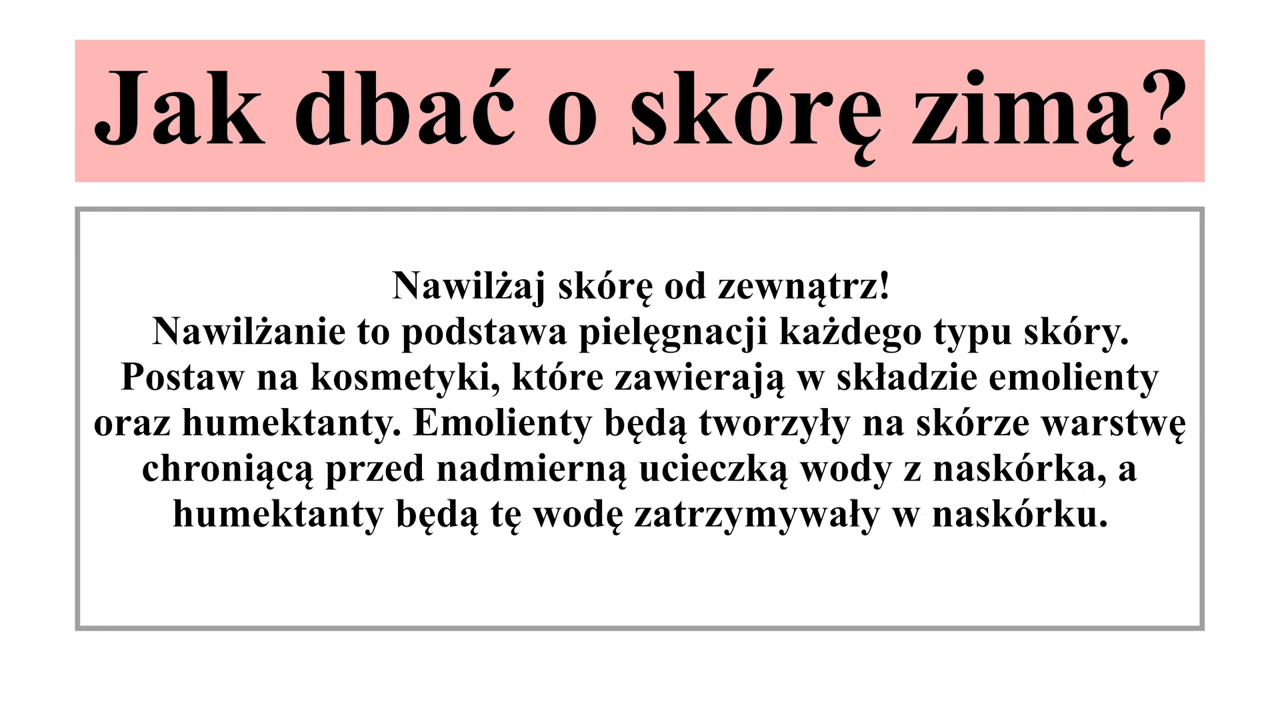 Jak dbać o skórę zimą?
Nawilżaj skórę od zewnątrz!
Nawilżanie to podstawa pielęgnacji każdego typu skóry.
Postaw na kosmetyki, które zawierają w składzie emolienty
oraz humektanty. Emolienty będą tworzyły na skórze warstwę
chroniącą przed nadmierną ucieczką wody z naskórka, a
humektanty będą tę wodę zatrzymywały w naskórku.